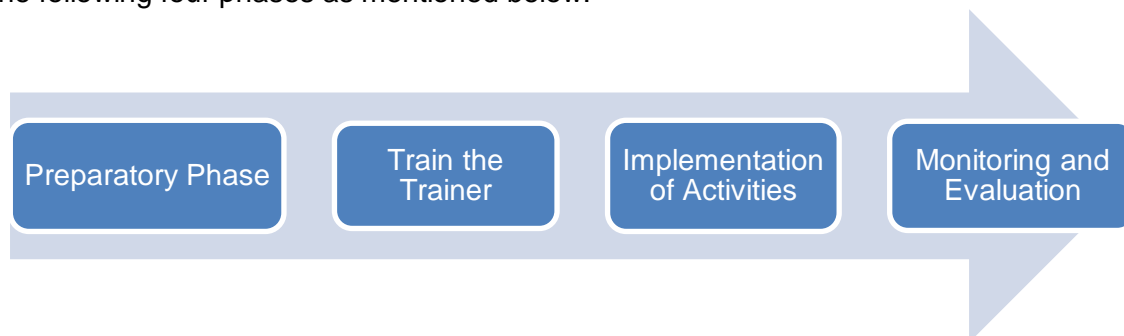 he following four phases as mentioned below:
Preparatory Phase
Train the
Trainer
Implementation
of Activities
Monitoring and
Evaluation